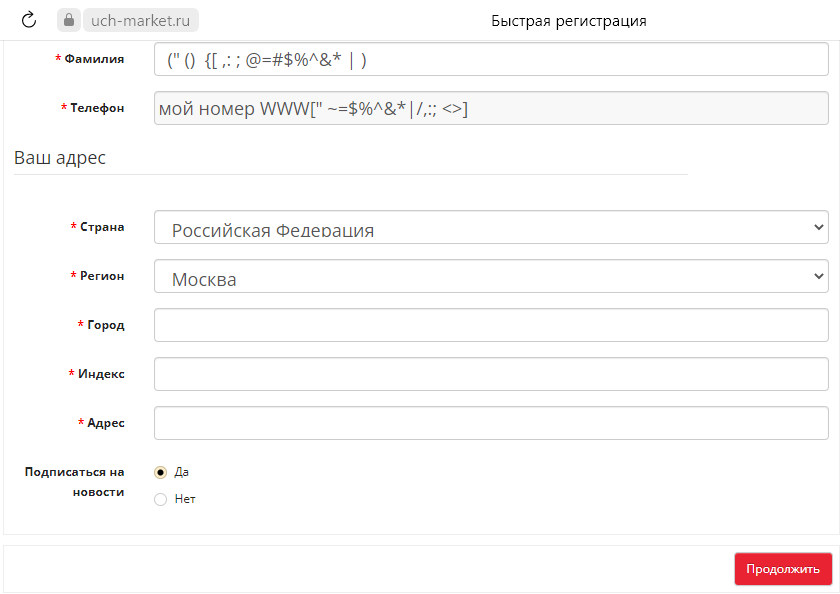 uch-market.ru Быстрая регистрация
* Фамилия (" () {[ ,: ; @=#$%^&* | )
* Телефон мой номер WWW[" ~=$%^&*|/,:; <>]
Ваш адрес
* Страна Российская Федерация
* Регион Москва
* Город
* Индекс
* Адрес
Подписаться на
новости
Да
Нет
Продолжить